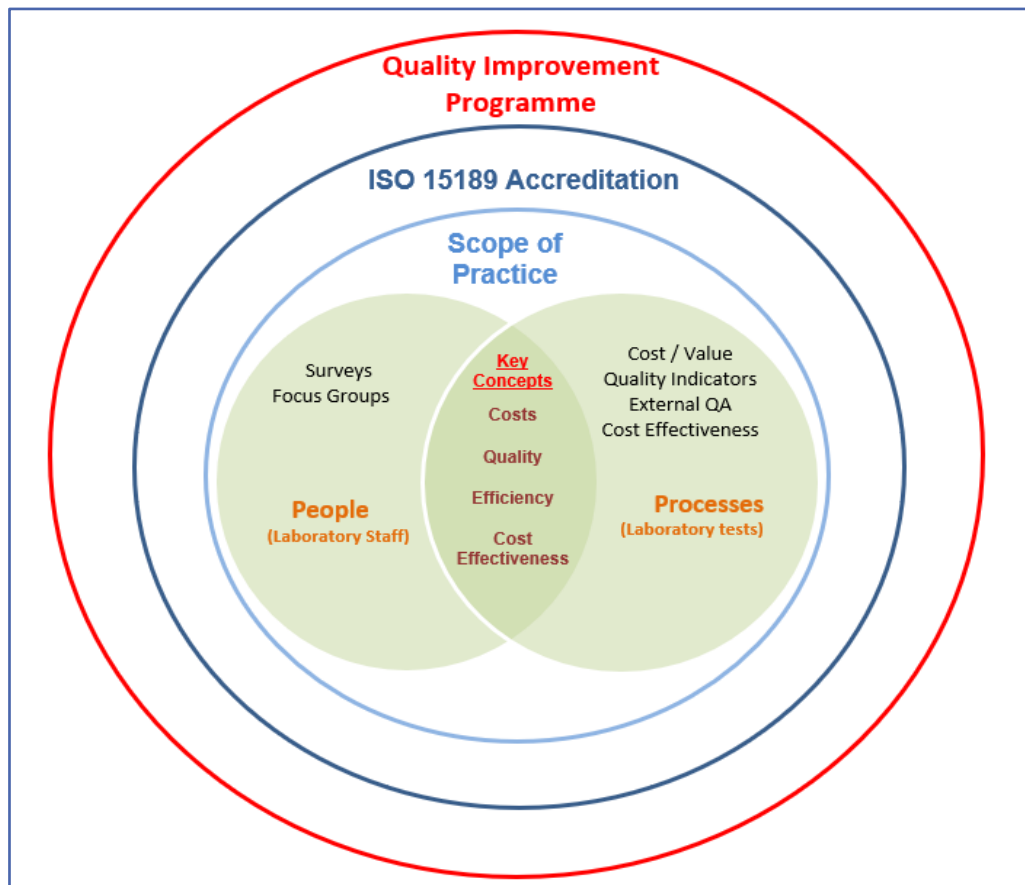 Quality Improvement
Programme
ISO 15189 Accreditation
Scope of
Practice
Surveys
Focus Groups
People
(Laboratory Staff)
Key
Concepts
Costs
Quality
Efficiency
Cost
Effectiveness
Cost / Value
Quality Indicators
External QA
Cost Effectiveness
Processes
(Laboratory tests)